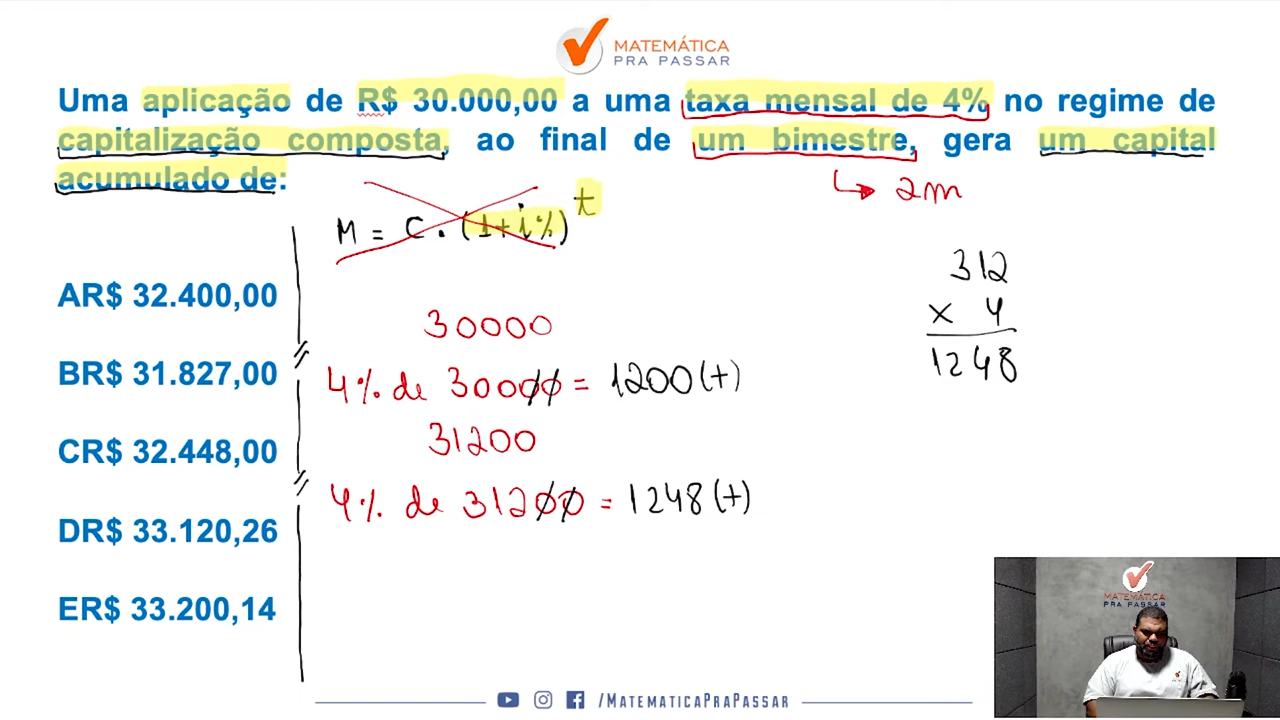 MATEMÁTICA
PRA PASSAR
Uma aplicação de R$ 30.000,00 a uma taxa mensal de 4% no regime de
capitalização composta, ao final de um bimestre, gera um capital
acumulado de:
2m
M = C . (1 + i%)^t
AR$ 32.400,00
BR$ 31.827,00
CR$ 32.448,00
DR$ 33.120,26
ER$ 33.200,14
30000
4% de 30000 = 1200 (+)
31200
4% de 31200 = 1248 (+)
312
x 4
1248
MATEMÁTICA
PRA PASSAR
/MATEMATICAPRAPASSAR